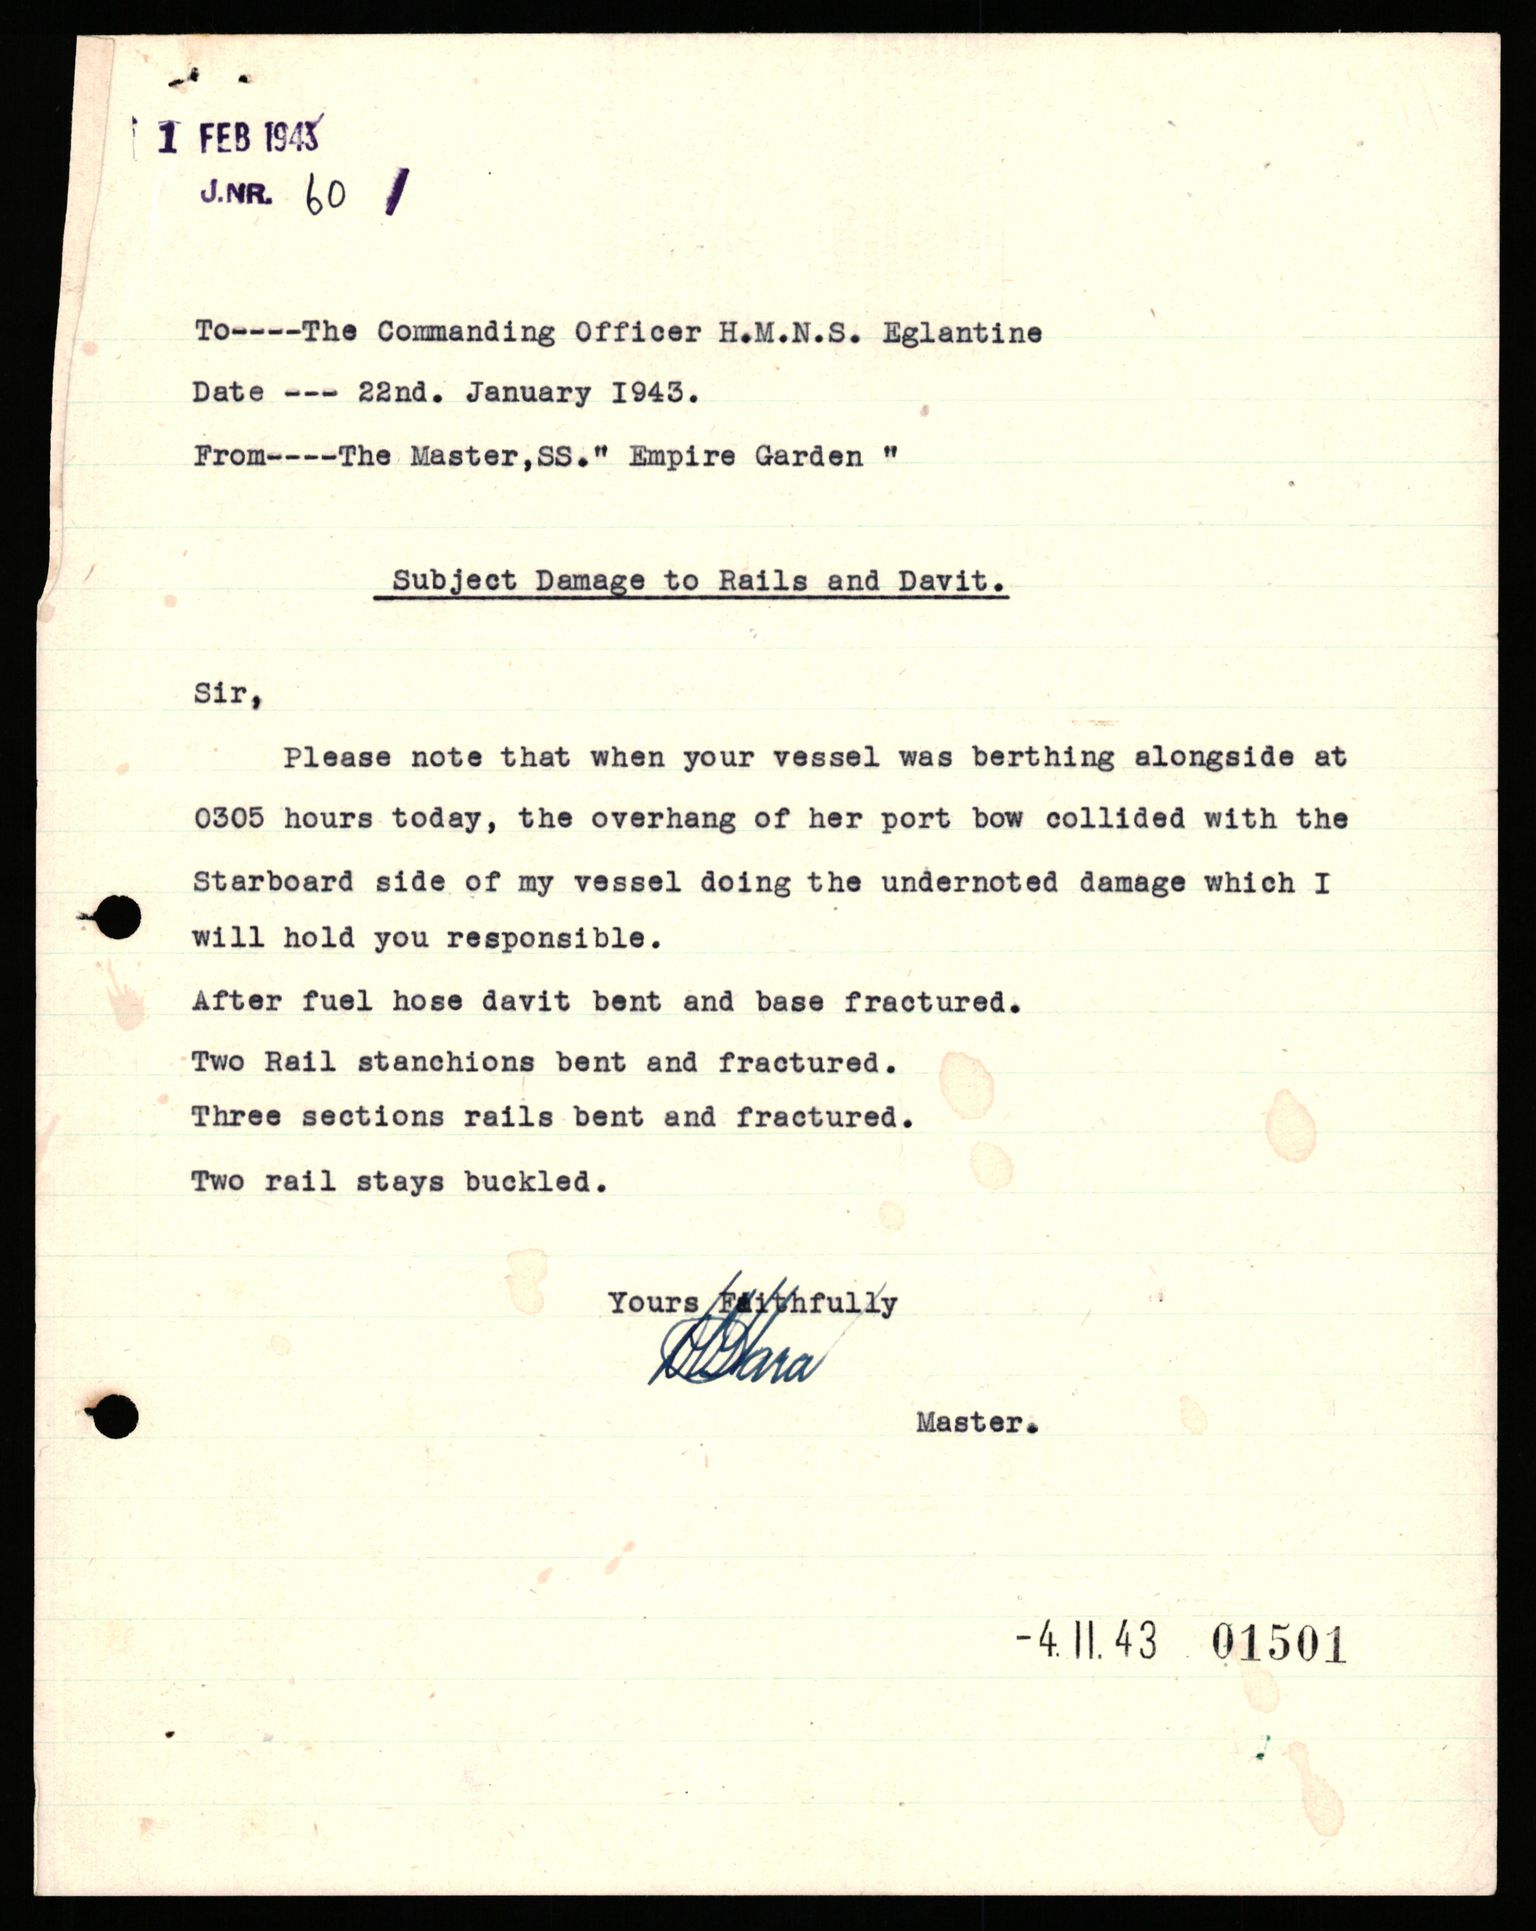 1 FEB 1943
J.NR. 60 /
To----The Commanding Officer H.M.N.S. Eglantine
Date --- 22nd. January I943.
From----The Master,SS." Empire Garden "
Subject Damage to Rails and Davit.
Sir,
Please note that when your vessel was berthing alongside at
0305 hours today, the overhang of her port bow collided with the
Starboard side of my vessel doing the undernoted damage which I
will hold you responsible.
After fuel hose davit bent and base fractured.
Two Rail stanchions bent and fractured.
Three sections rails bent and fractured.
Two rail stays buckled.
Yours Faithfully
Master.
-4. II. 43 01501